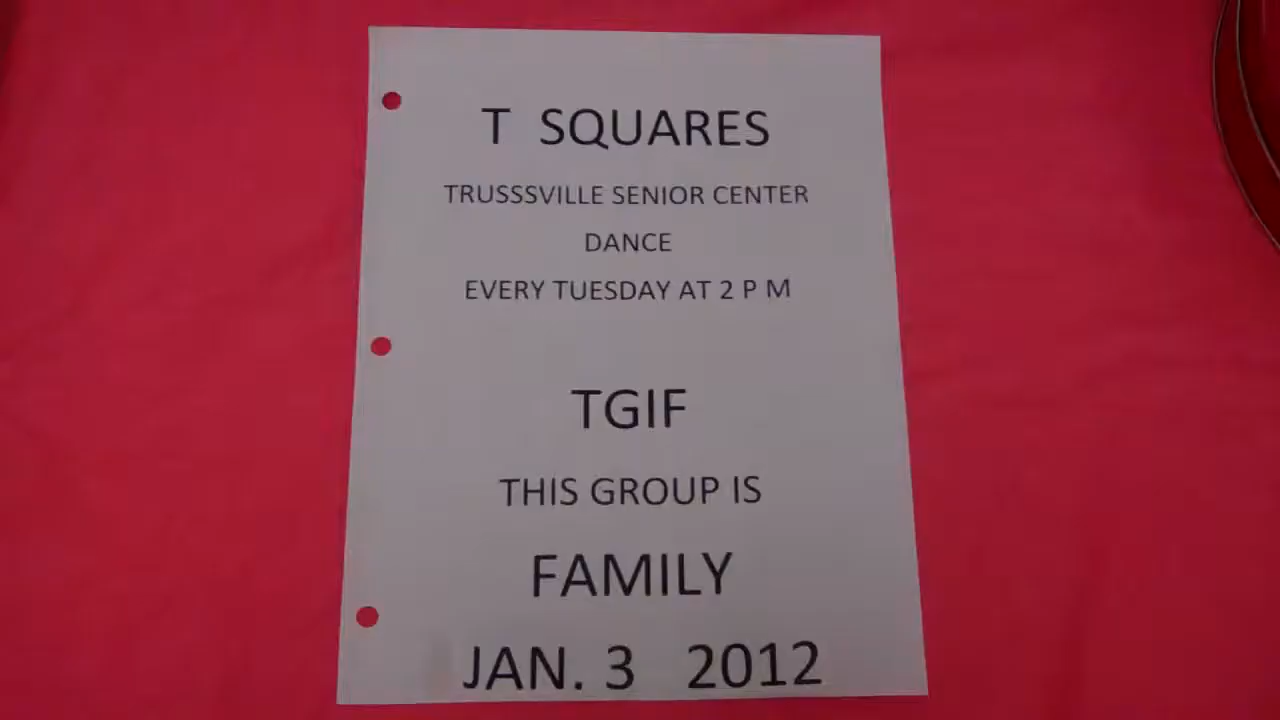 T SQUARES
TRUSSSVILLE SENIOR CENTER
DANCE
EVERY TUESDAY AT 2 P M
TGIF
THIS GROUP IS
FAMILY
JAN. 3 2012